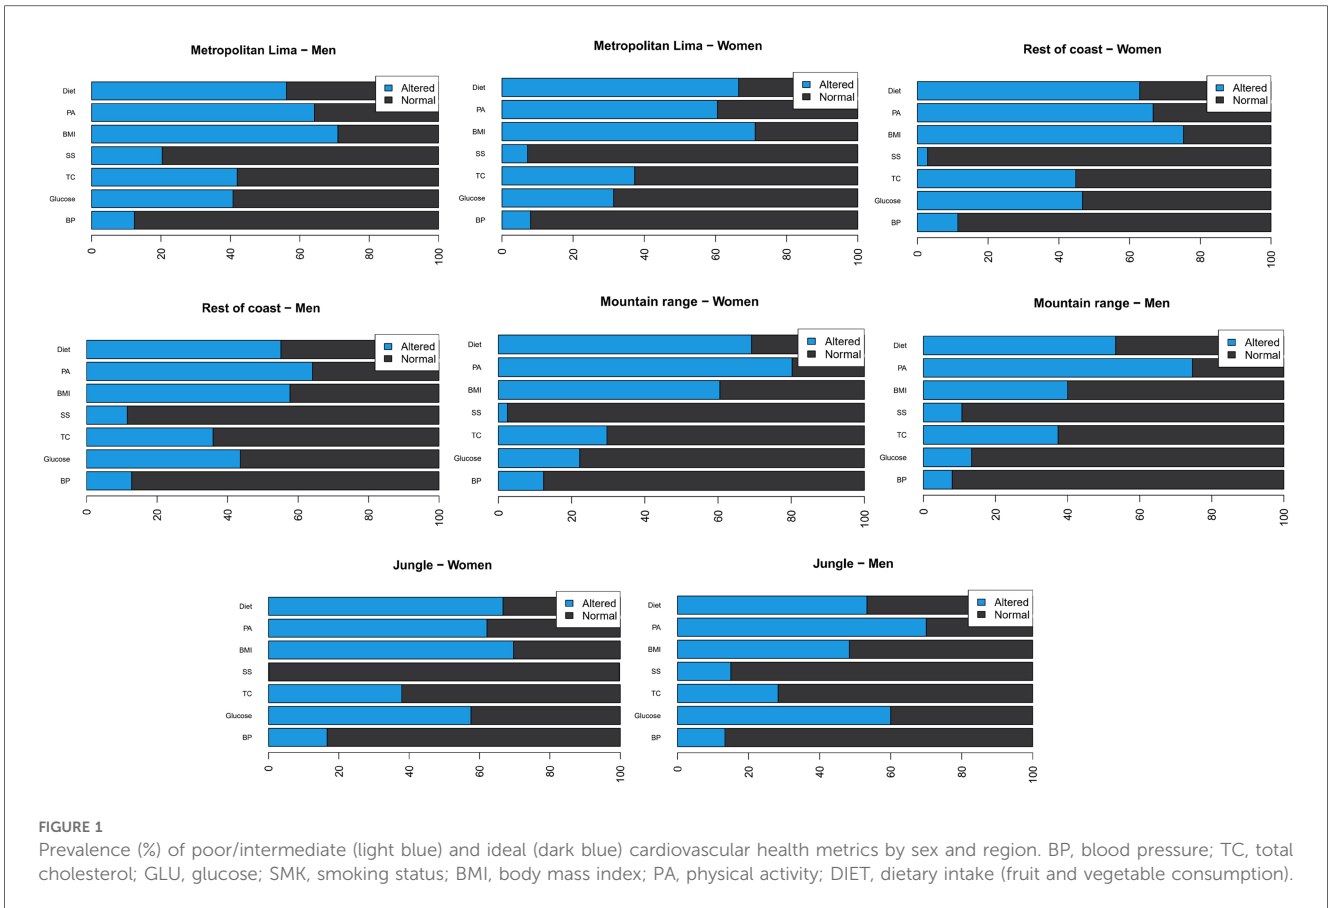 Metropolitan Lima – Men
Altered
Normal
Diet
PA
BMI
SS
TC
Glucose
BP
0 20 40 60 80 100
Metropolitan Lima – Women
Altered
Normal
Diet
PA
BMI
SS
TC
Glucose
BP
0 20 40 60 80 100
Rest of coast – Women
Altered
Normal
Diet
PA
BMI
SS
TC
Glucose
BP
0 20 40 60 80 100
Rest of coast – Men
Altered
Normal
Diet
PA
BMI
SS
TC
Glucose
BP
0 20 40 60 80 100
Mountain range – Women
Altered
Normal
Diet
PA
BMI
SS
TC
Glucose
BP
0 20 40 60 80 100
Mountain range – Men
Altered
Normal
Diet
PA
BMI
SS
TC
Glucose
BP
0 20 40 60 80 100
Jungle – Women
Altered
Normal
Diet
PA
BMI
SS
TC
Glucose
BP
0 20 40 60 80 100
Jungle – Men
Altered
Normal
Diet
PA
BMI
SS
TC
Glucose
BP
0 20 40 60 80 100
FIGURE 1
Prevalence (%) of poor/intermediate (light blue) and ideal (dark blue) cardiovascular health metrics by sex and region. BP, blood pressure; TC, total
cholesterol; GLU, glucose; SMK, smoking status; BMI, body mass index; PA, physical activity; DIET, dietary intake (fruit and vegetable consumption).